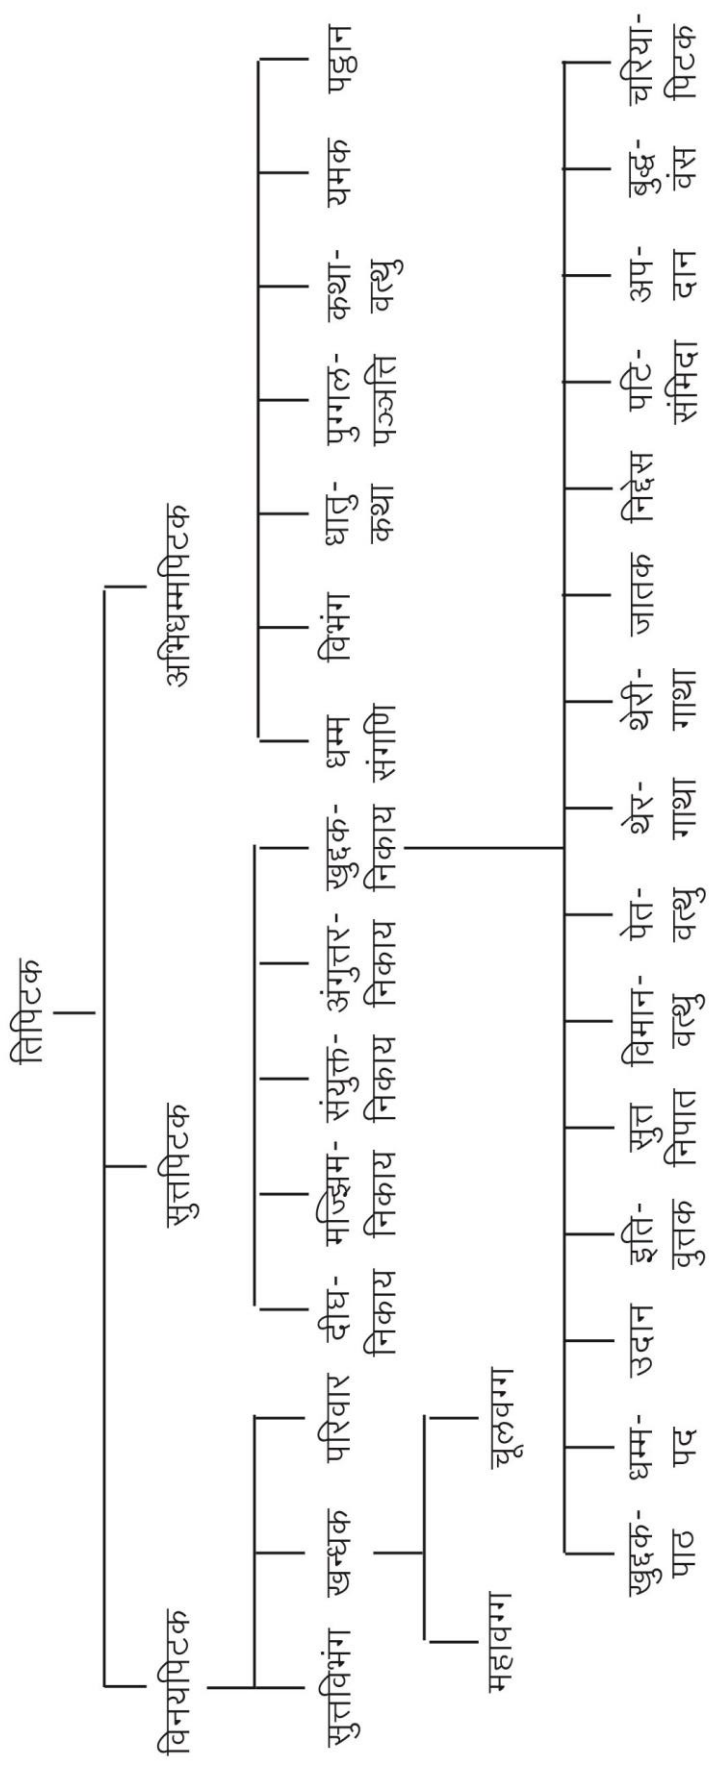 तिपिटक
विनयपिटक
सुत्तपिटक
अभिधम्मपिटक
सुत्तविभंग
खन्धक
परिवार
दीघ-
निकाय
मज्झिम-
निकाय
संयुत्त-
निकाय
अंगुत्तर-
निकाय
खुद्दक-
निकाय
धम्म
संगणि
विभंग
धातु-
कथा
पुग्गल-
पञ्ञति
कथा-
वत्थु
यमक
पट्ठान
महावग्ग
चूलवग्ग
खुद्दक-
पाठ
धम्म-
पद
उदान
इति-
वुत्तक
सुत्त
निपात
विमान-
वत्थु
पेत-
वत्थु
थेर-
गाथा
थेरी-
गाथा
जातक
निद्देस
पटि-
संमिदा
अप-
दान
बुद्ध-
वंस
चरिया-
पिटक